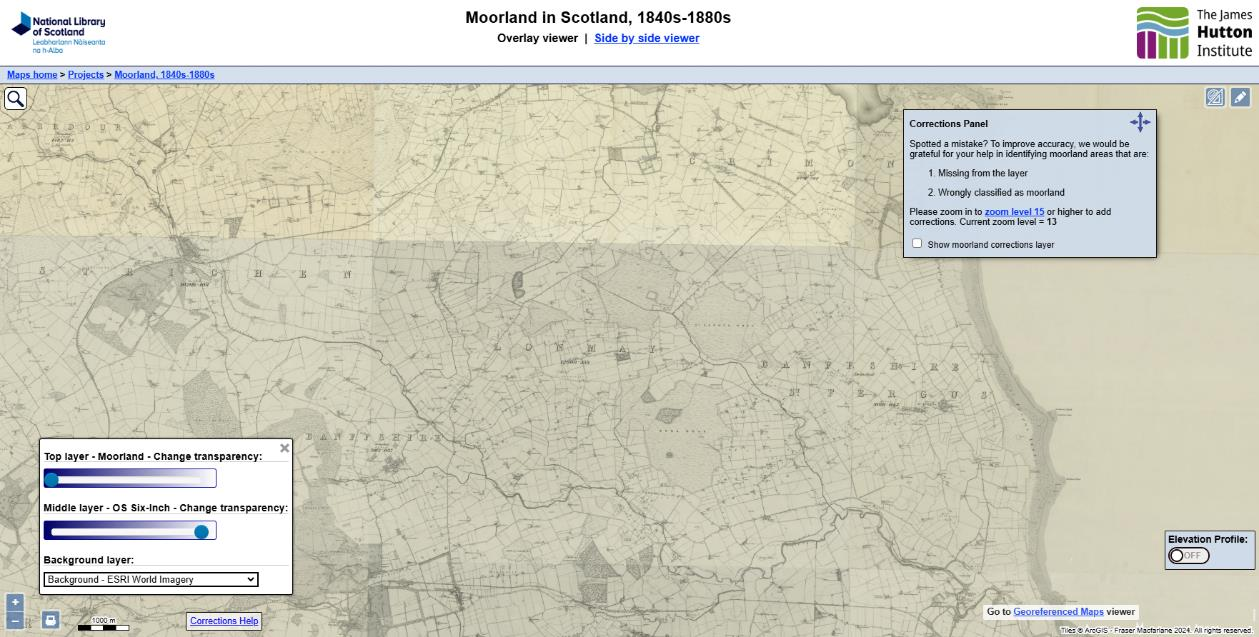 National Library
of Scotland
Leabharlann Nàiseanta
na h-Alba
Moorland in Scotland, 1840s-1880s
Overlay viewer | Side by side viewer
The James
Hutton
Institute
Maps home > Projects > Moorland, 1840s-1880s
Corrections Panel
Spotted a mistake? To improve accuracy, we would be
grateful for your help in identifying moorland areas that are:
1. Missing from the layer
2. Wrongly classified as moorland
Please zoom in to zoom level 15 or higher to add
corrections. Current zoom level = 13
Show moorland corrections layer
C R I M O N
S T R I C H E N
L O N M A Y
B A N F F S H I R E
ST F E R G U S
B A N F F S H I R E
Top layer - Moorland - Change transparency:
Middle layer - OS Six-Inch - Change transparency:
Background layer:
Background - ESRI World Imagery
Elevation Profile:
OFF
+
−
1000 m
Corrections Help
Go to Georeferenced Maps viewer
Tiles © ArcGIS - Fraser Macfarlane 2024. All rights reserved.